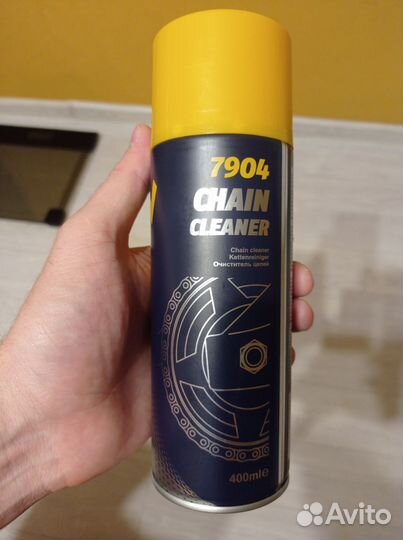 7904
CHAIN
CLEANER
Chain cleaner
Kettenreiniger
Очиститель цепей
400ml e
Avito